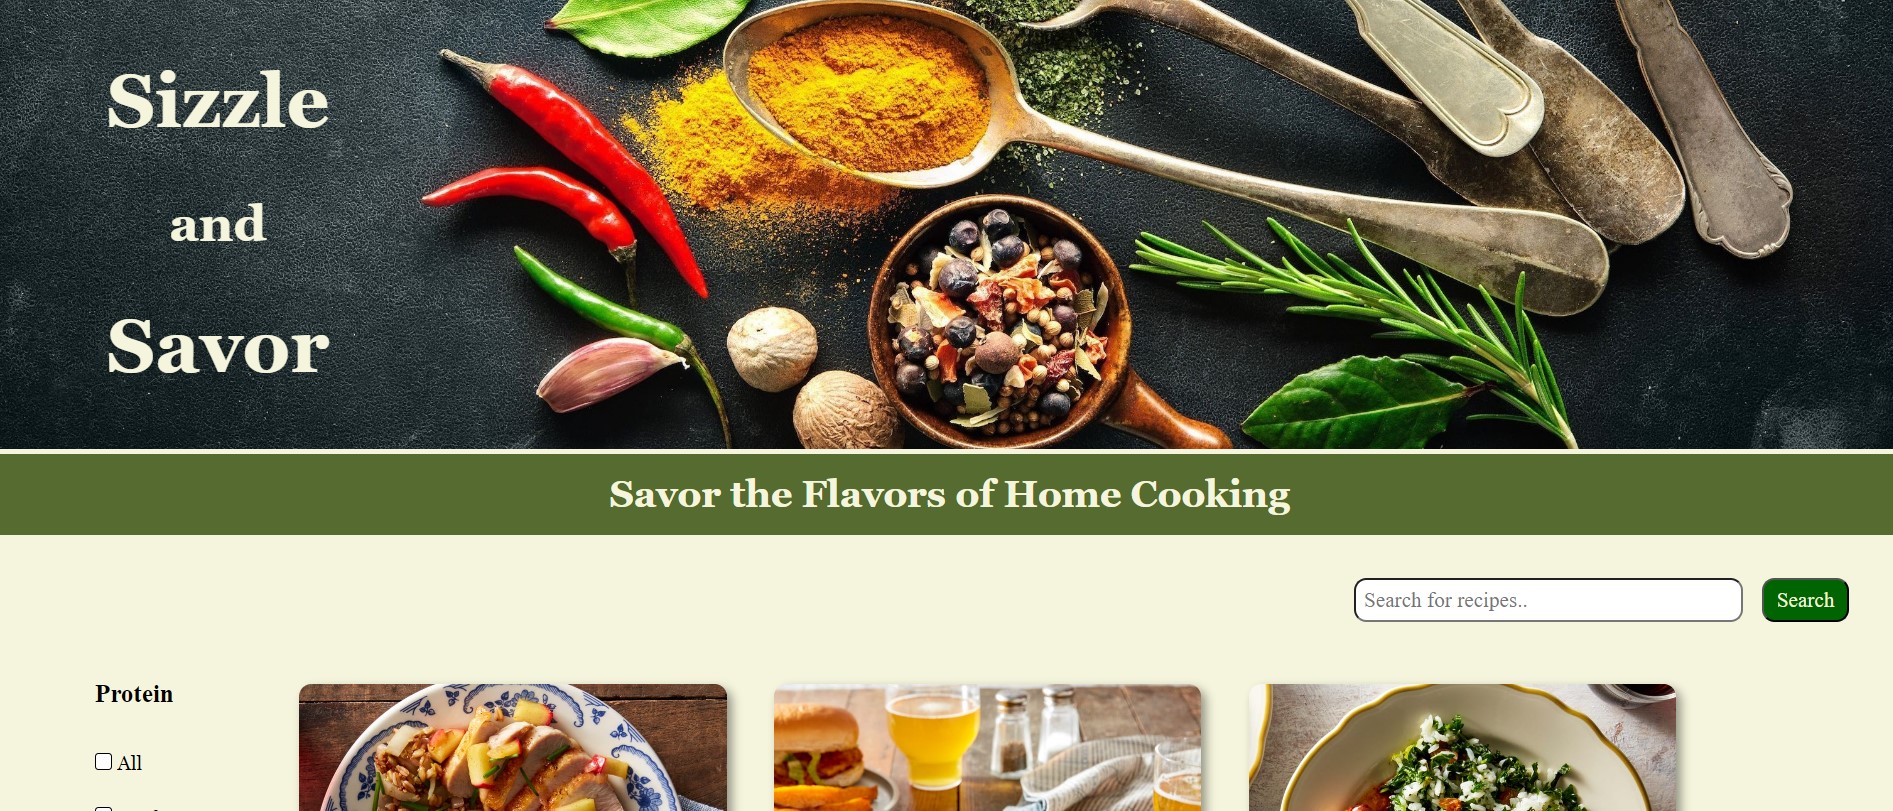 Sizzle
and
Savor
Savor the Flavors of Home Cooking
Search for recipes..
Search
Protein
All